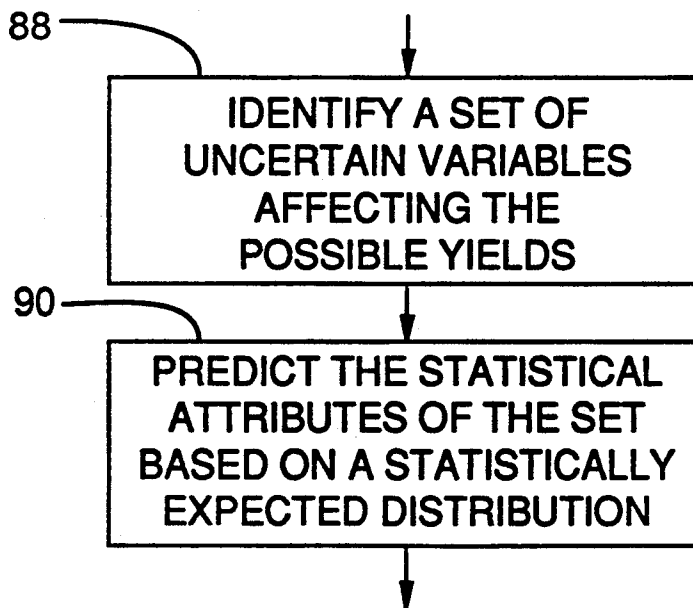 88
IDENTIFY A SET OF
UNCERTAIN VARIABLES
AFFECTING THE
POSSIBLE YIELDS
90
PREDICT THE STATISTICAL
ATTRIBUTES OF THE SET
BASED ON A STATISTICALLY
EXPECTED DISTRIBUTION